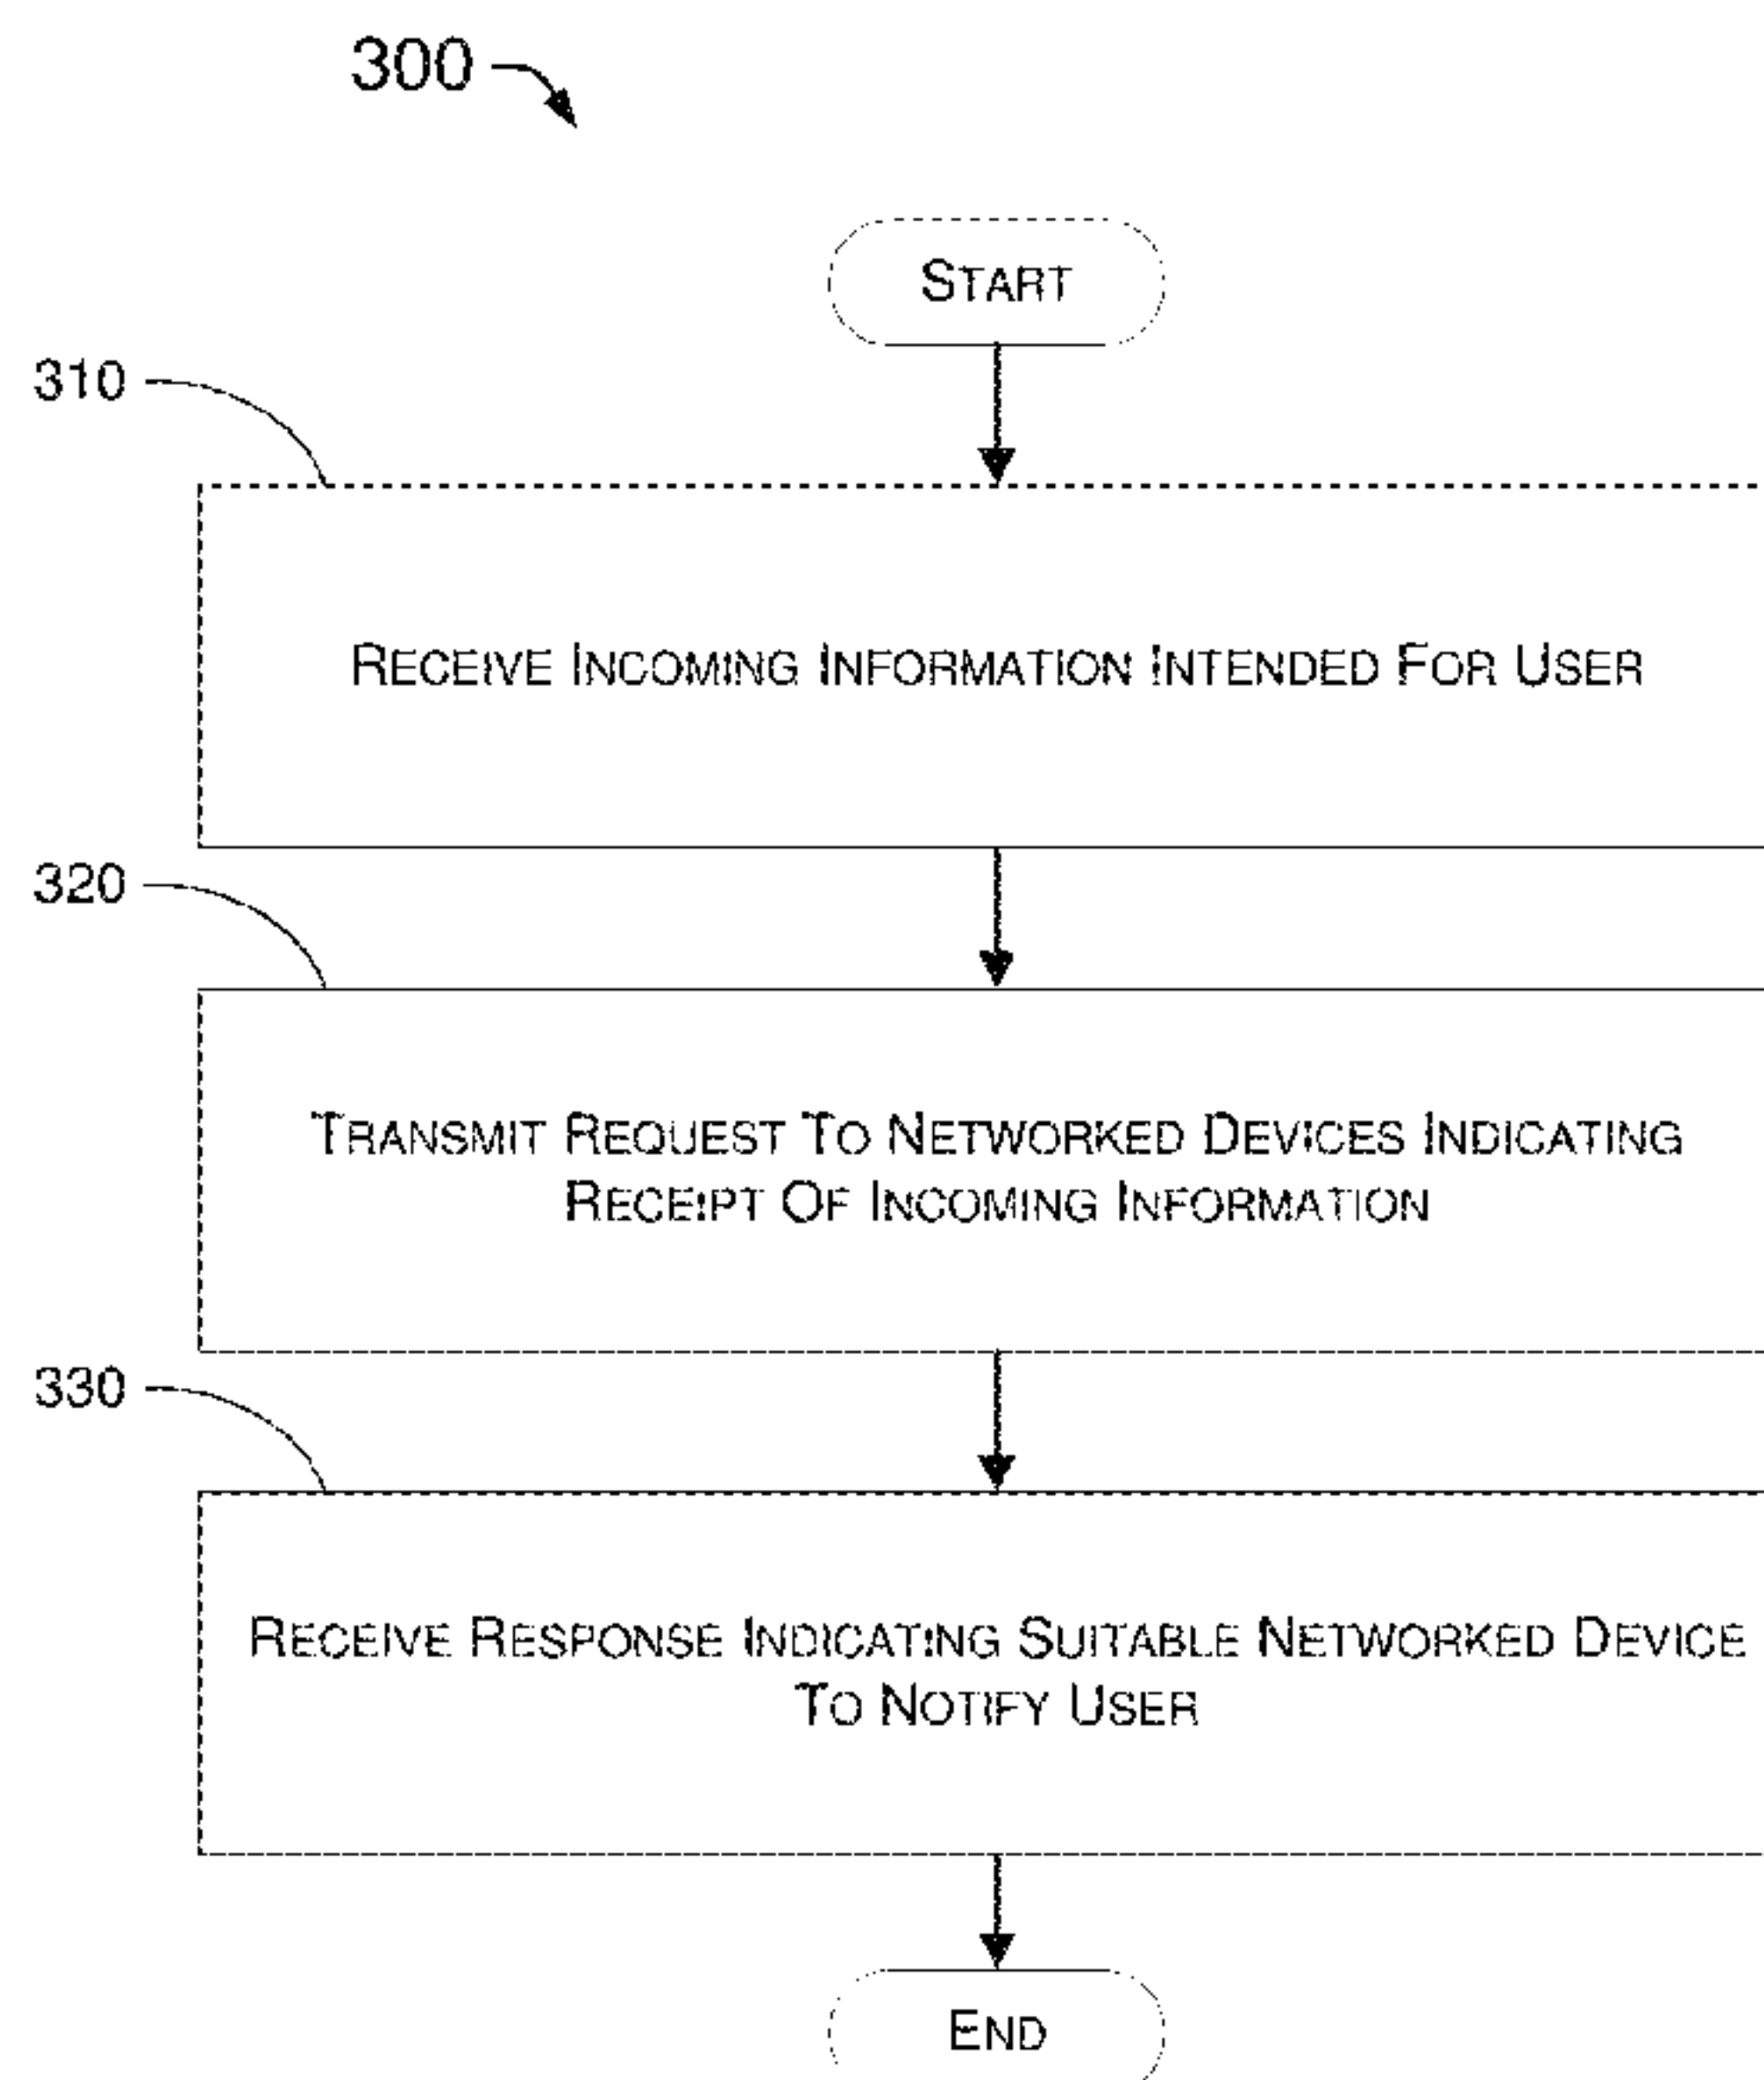 300
START
310
RECEIVE INCOMING INFORMATION INTENDED FOR USER
320
TRANSMIT REQUEST TO NETWORKED DEVICES INDICATING
RECEIPT OF INCOMING INFORMATION
330
RECEIVE RESPONSE INDICATING SUITABLE NETWORKED DEVICE
TO NOTIFY USER
END